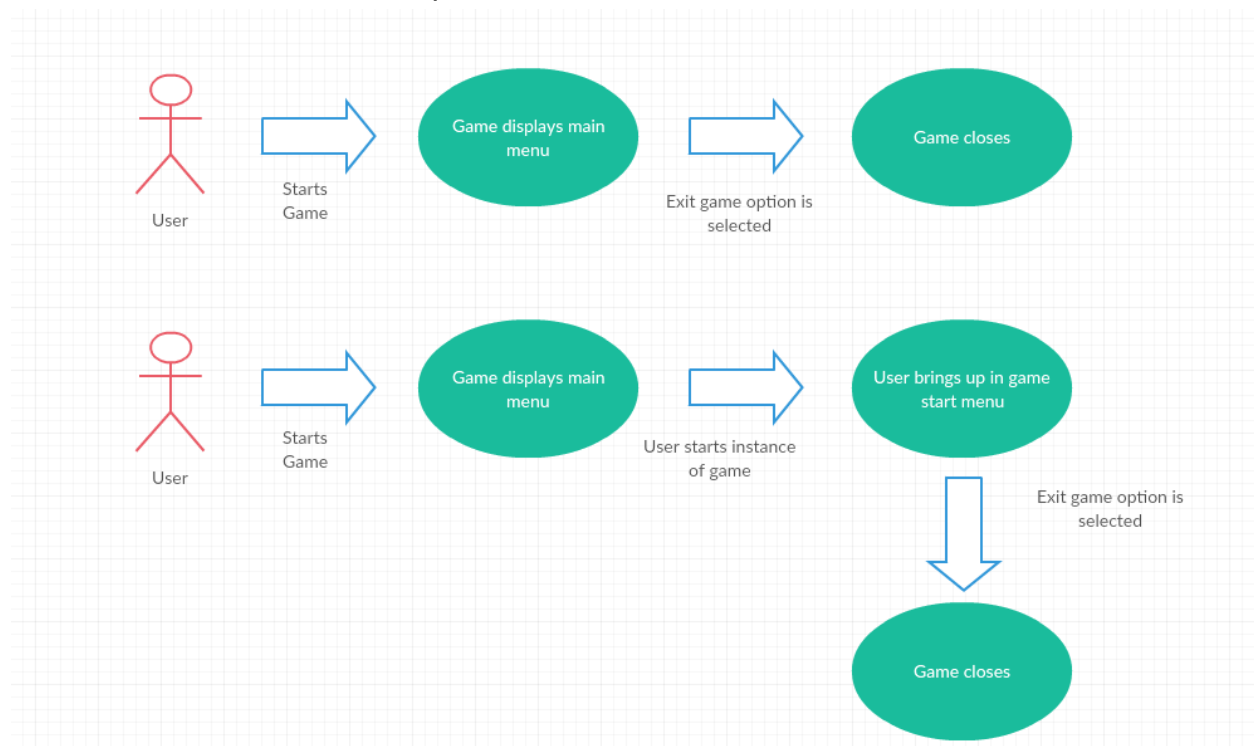 Game displays main
menu
Game closes
Starts
Game
Exit game option is
selected
User
Game displays main
menu
User brings up in game
start menu
Starts
Game
User starts instance
of game
User
Exit game option is
selected
Game closes